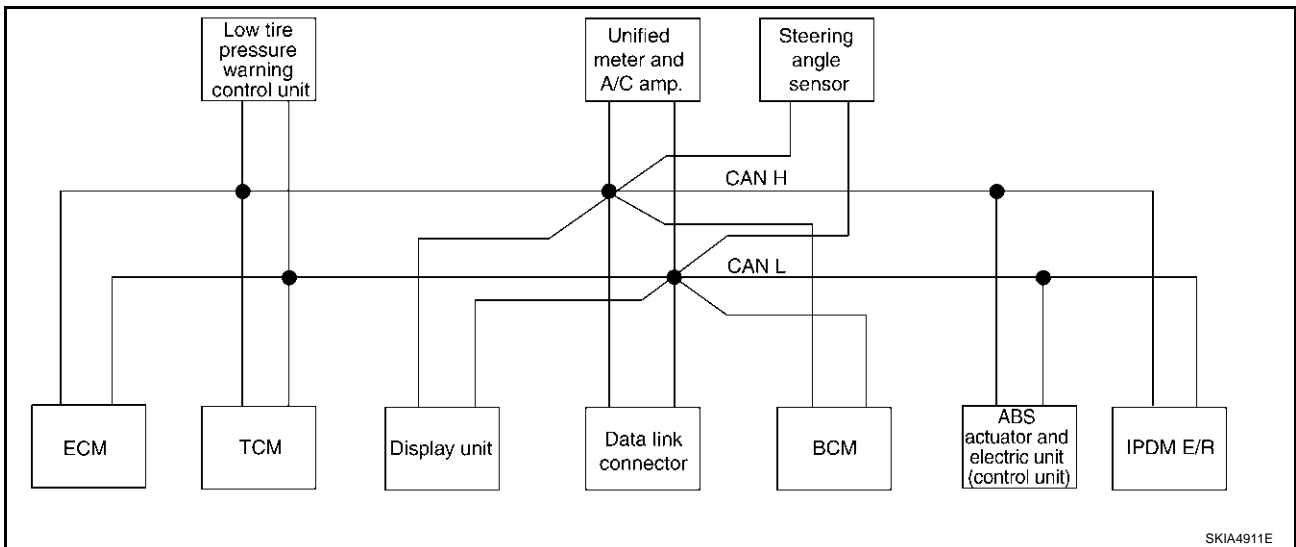 Low tire
pressure
warning
control unit
Unified
meter and
A/C amp.
Steering
angle
sensor
CAN H
CAN L
ECM
TCM
Display unit
Data link
connector
BCM
ABS
actuator and
electric unit
(control unit)
IPDM E/R
SKIA4911E